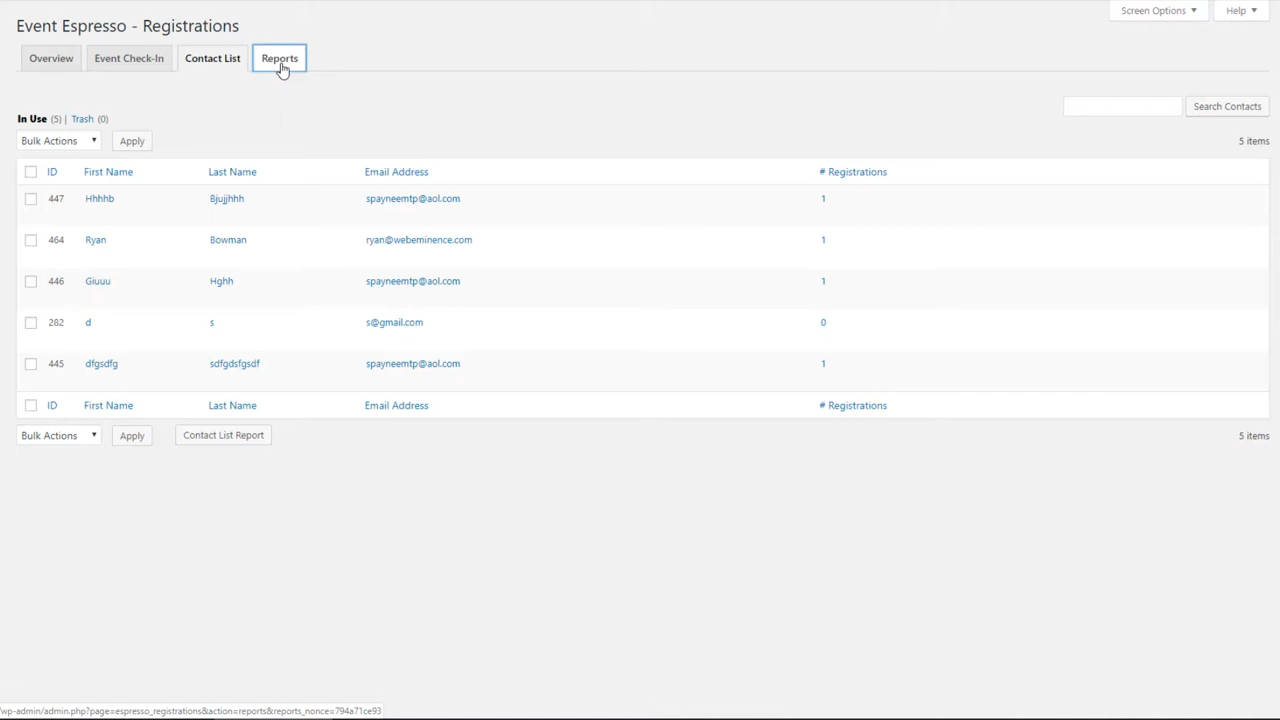 Screen Options ▼ Help ▼
Event Espresso - Registrations
Overview Event Check-In Contact List Reports
Search Contacts
In Use (5) | Trash (0)
Bulk Actions ▼ Apply 5 items
ID First Name Last Name Email Address # Registrations
447 Hhhhb Bjujjhhh spayneemtp@aol.com 1
464 Ryan Bowman ryan@webeminence.com 1
446 Giuuu Hghh spayneemtp@aol.com 1
282 d s s@gmail.com 0
445 dfgsdfg sdfgdsfgsdf spayneemtp@aol.com 1
ID First Name Last Name Email Address # Registrations
Bulk Actions ▼ Apply Contact List Report 5 items
/wp-admin/admin.php?page=espresso_registrations&action=reports&reports_nonce=794a71ce93